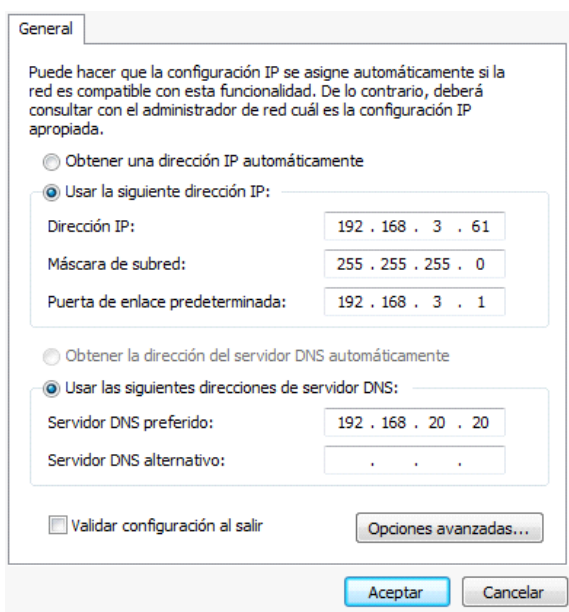 General
Puede hacer que la configuración IP se asigne automáticamente si la
red es compatible con esta funcionalidad. De lo contrario, deberá
consultar con el administrador de red cuál es la configuración IP
apropiada.
Obtener una dirección IP automáticamente
Usar la siguiente dirección IP:
Dirección IP: 192 . 168 . 3 . 61
Máscara de subred: 255 . 255 . 255 . 0
Puerta de enlace predeterminada: 192 . 168 . 3 . 1
Obtener la dirección del servidor DNS automáticamente
Usar las siguientes direcciones de servidor DNS:
Servidor DNS preferido: 192 . 168 . 20 . 20
Servidor DNS alternativo: . . .
Validar configuración al salir
Opciones avanzadas...
Aceptar Cancelar